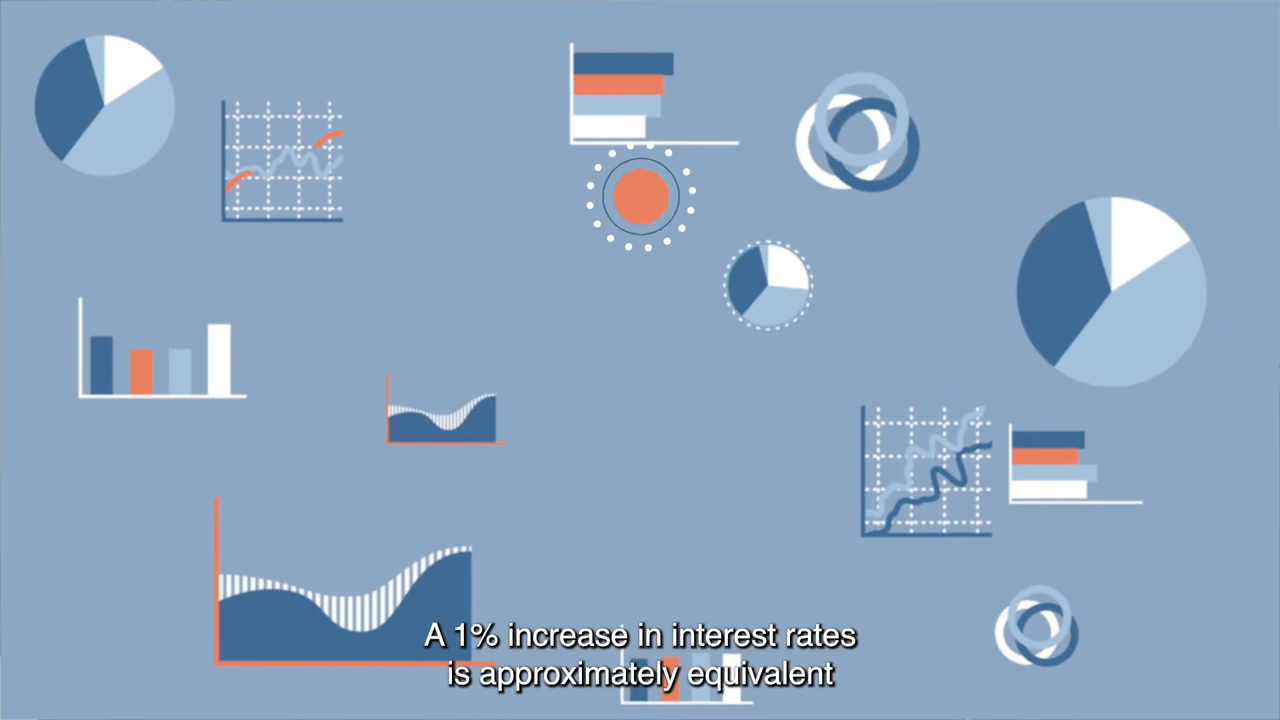 A 1% increase in interest rates
is approximately equivalent